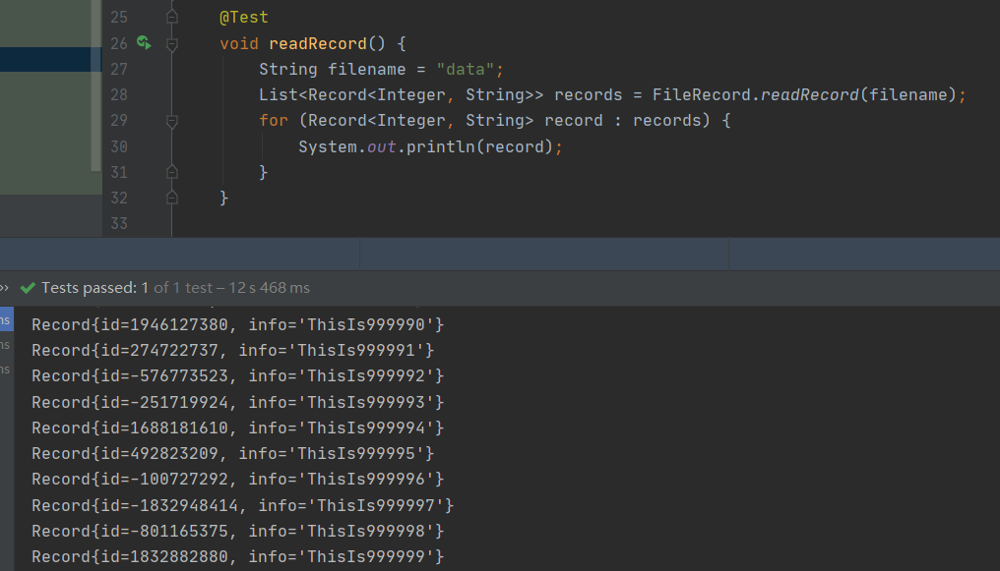 25 @Test
26 void readRecord() {
27 String filename = "data";
28 List<Record<Integer, String>> records = FileRecord.readRecord(filename);
29 for (Record<Integer, String> record : records) {
30 System.out.println(record);
31 }
32 }
33
›› Tests passed: 1 of 1 test – 12 s 468 ms
ns Record{id=1946127380, info='ThisIs999990'}
ns Record{id=274722737, info='ThisIs999991'}
ns Record{id=-576773523, info='ThisIs999992'}
Record{id=-251719924, info='ThisIs999993'}
Record{id=1688181610, info='ThisIs999994'}
Record{id=492823209, info='ThisIs999995'}
Record{id=-100727292, info='ThisIs999996'}
Record{id=-1832948414, info='ThisIs999997'}
Record{id=-801165375, info='ThisIs999998'}
Record{id=1832882880, info='ThisIs999999'}